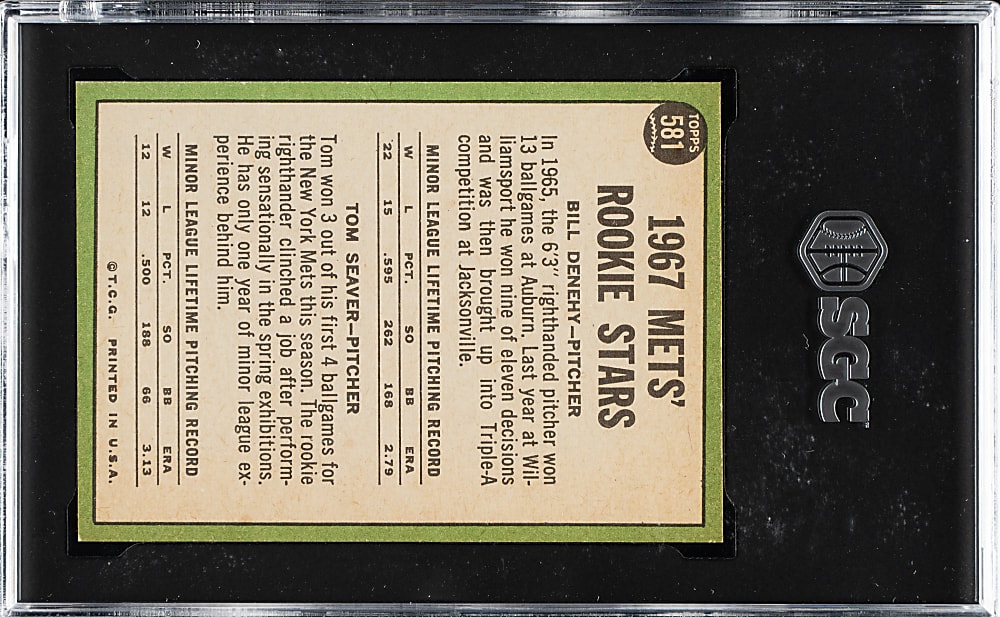 TOPPS
581
1967 METS'
ROOKIE STARS
BILL DENEHY—PITCHER
In 1965, the 6'3" righthanded pitcher won
13 ballgames at Auburn. Last year at Wil-
liamsport he won nine of eleven decisions
and was then brought up into Triple-A
competition at Jacksonville.
MINOR LEAGUE LIFETIME PITCHING RECORD
W L PCT. SO BB ERA
22 15 .595 262 168 2.79
TOM SEAVER—PITCHER
Tom won 3 out of his first 4 ballgames for
the New York Mets this season. The rookie
righthander clinched a job after perform-
ing sensationally in the spring exhibitions.
He has only one year of minor league ex-
perience behind him.
MINOR LEAGUE LIFETIME PITCHING RECORD
W L PCT. SO BB ERA
12 12 .500 188 66 3.13
© T.C.G. PRINTED IN U.S.A.
SGC